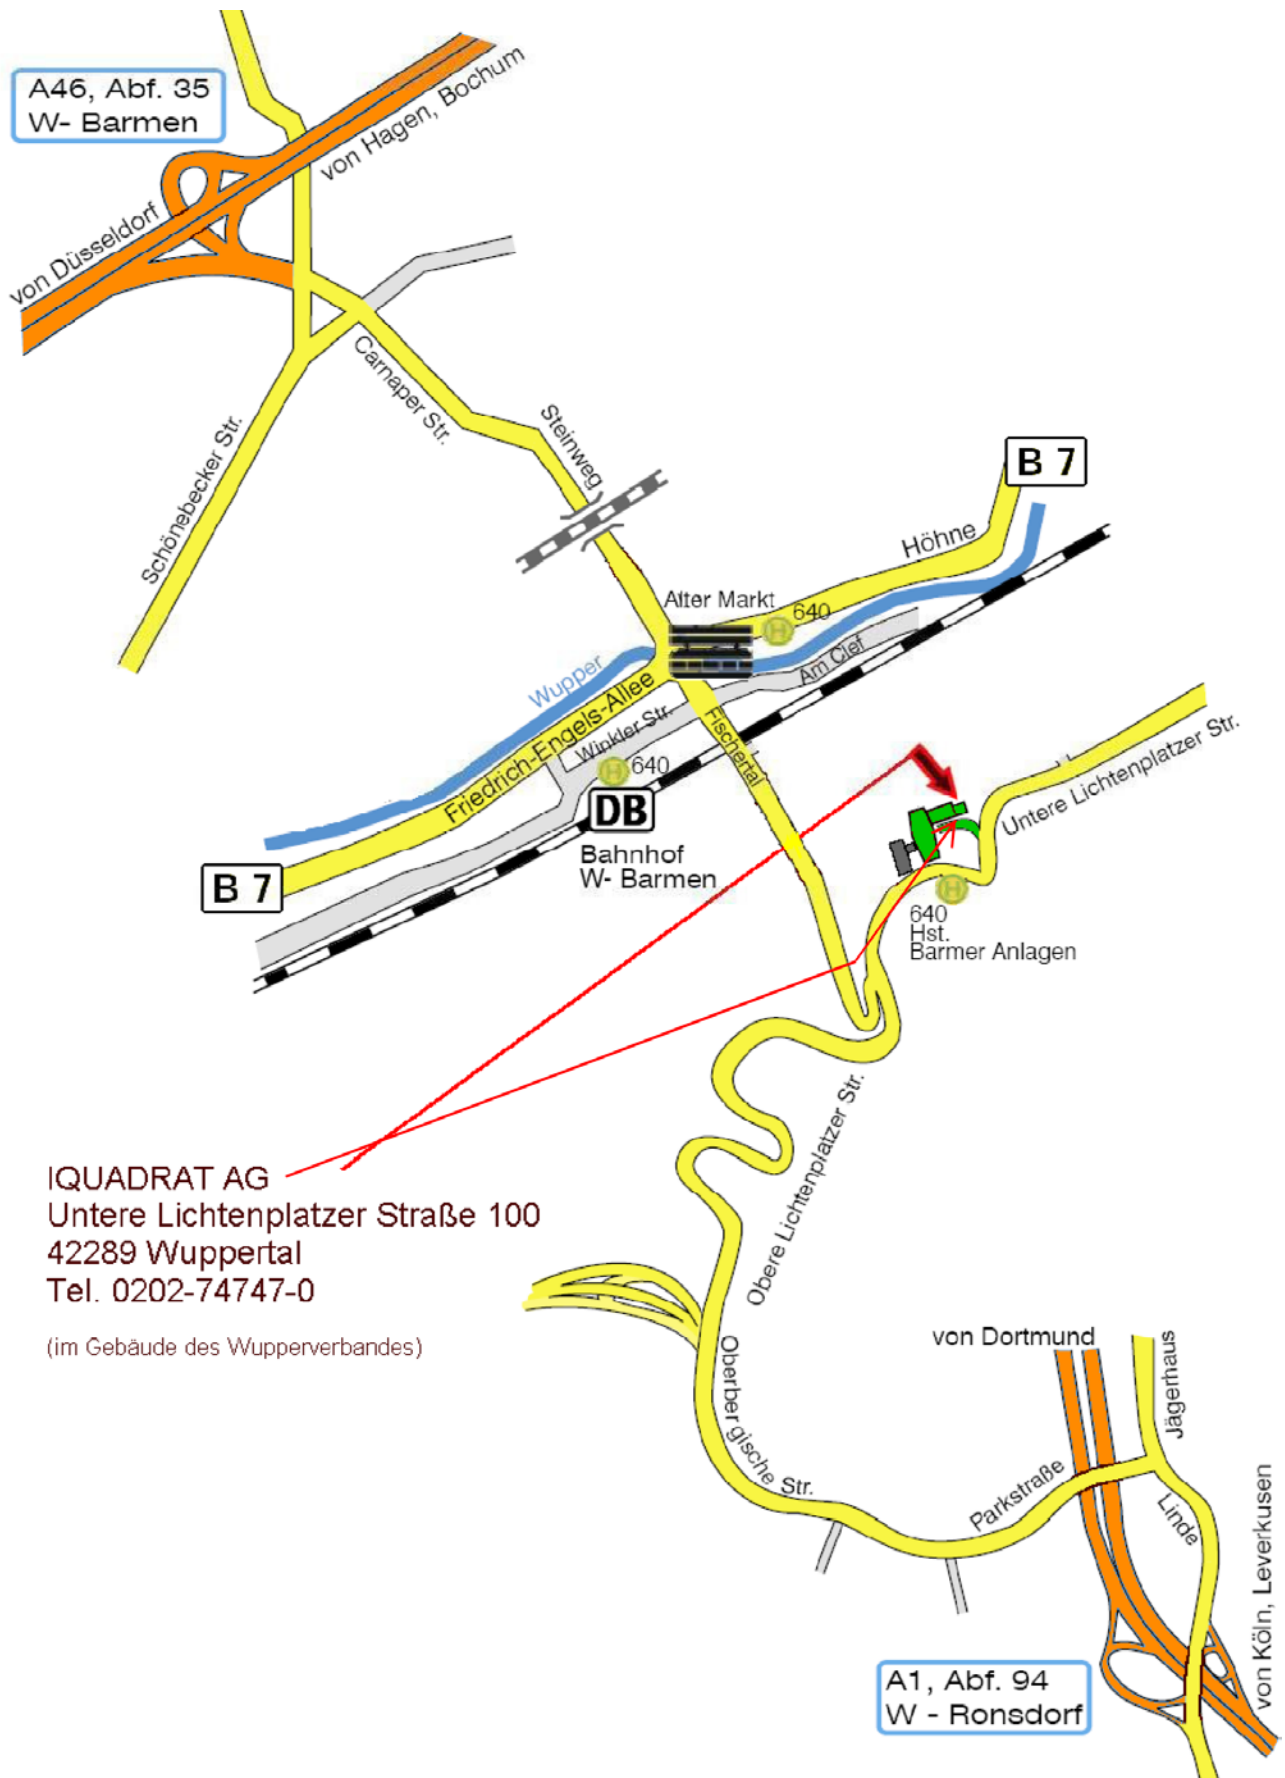 A46, Abf. 35
W- Barmen
von Hagen, Bochum
von Düsseldorf
Carnaper Str.
Schönebecker Str.
Steinweg
B 7
Höhne
Alter Markt
640
Wupper
Am Clef
Friedrich-Engels-Allee
Winkler Str.
Fischertal
H
H
640
DB
Bahnhof
W- Barmen
B 7
Untere Lichtenplatzer Str.
H
640
Hst.
Barmer Anlagen
Obere Lichtenplatzer Str.
IQUADRAT AG
Untere Lichtenplatzer Straße 100
42289 Wuppertal
Tel. 0202-74747-0
(im Gebäude des Wupperverbandes)
Oberbergische Str.
von Dortmund
Jägerhaus
Parkstraße
Linde
von Köln, Leverkusen
A1, Abf. 94
W - Ronsdorf